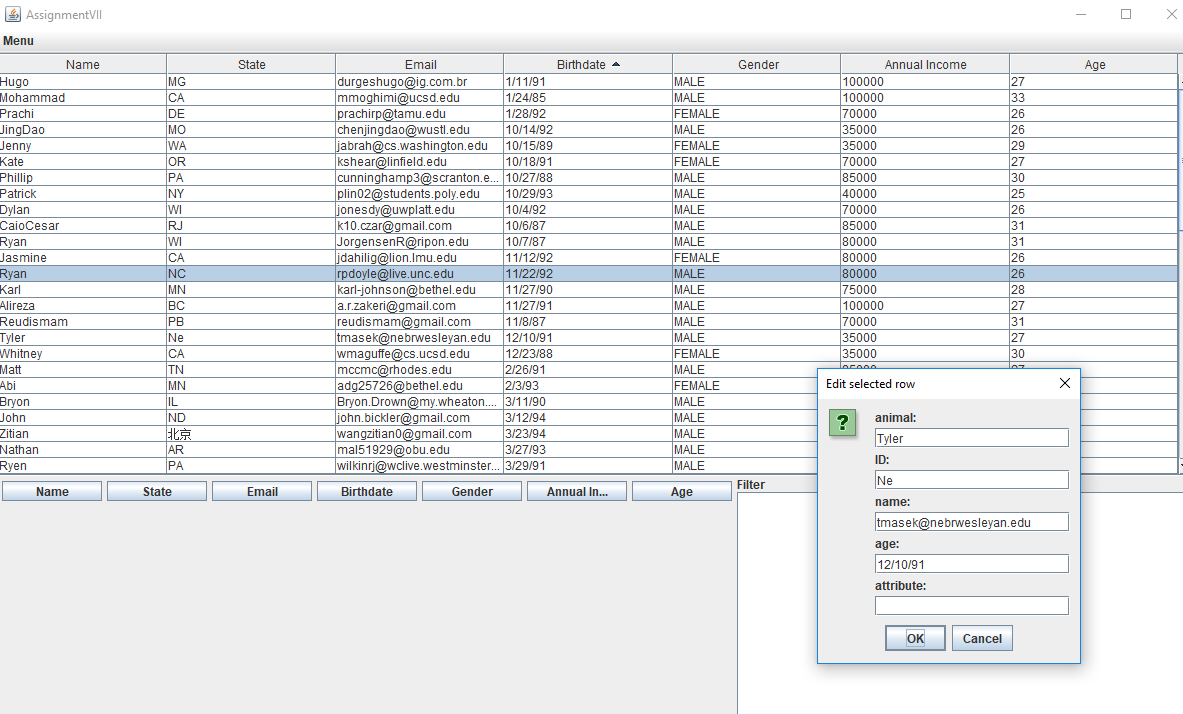 AssignmentVII
Menu
Name State Email Birthdate Gender Annual Income Age
Hugo MG durgeshugo@ig.com.br 1/11/91 MALE 100000 27
Mohammad CA mmoghimi@ucsd.edu 1/24/85 MALE 100000 33
Prachi DE prachirp@tamu.edu 1/28/92 FEMALE 70000 26
JingDao MO chenjingdao@wustl.edu 10/14/92 MALE 35000 26
Jenny WA jabrah@cs.washington.edu 10/15/89 FEMALE 35000 29
Kate OR kshear@linfield.edu 10/18/91 FEMALE 70000 27
Phillip PA cunninghamp3@scranton.e... 10/27/88 MALE 85000 30
Patrick NY plin02@students.poly.edu 10/29/93 MALE 40000 25
Dylan WI jonesdy@uwplatt.edu 10/4/92 MALE 70000 26
CaioCesar RJ k10.czar@gmail.com 10/6/87 MALE 85000 31
Ryan WI JorgensenR@ripon.edu 10/7/87 MALE 80000 31
Jasmine CA jdahilig@lion.lmu.edu 11/12/92 FEMALE 80000 26
Ryan NC rpdoyle@live.unc.edu 11/22/92 MALE 80000 26
Karl MN karl-johnson@bethel.edu 11/27/90 MALE 75000 28
Alireza BC a.r.zakeri@gmail.com 11/27/91 MALE 100000 27
Reudismam PB reudismam@gmail.com 11/8/87 MALE 70000 31
Tyler Ne tmasek@nebrwesleyan.edu 12/10/91 MALE 35000 27
Whitney CA wmaguffe@cs.ucsd.edu 12/23/88 FEMALE 35000 30
Matt TN mccmc@rhodes.edu 2/26/91 MALE
Abi MN adg25726@bethel.edu 2/3/93 FEMALE
Bryon IL Bryon.Drown@my.wheaton.... 3/11/90 MALE
John ND john.bickler@gmail.com 3/12/94 MALE
Zitian 北京 wangzitian0@gmail.com 3/23/94 MALE
Nathan AR mal51929@obu.edu 3/27/93 MALE
Ryen PA wilkinrj@wclive.westminster... 3/29/91 MALE
Name State Email Birthdate Gender Annual In... Age Filter
Edit selected row
animal:
Tyler
ID:
Ne
name:
tmasek@nebrwesleyan.edu
age:
12/10/91
attribute:
OK Cancel